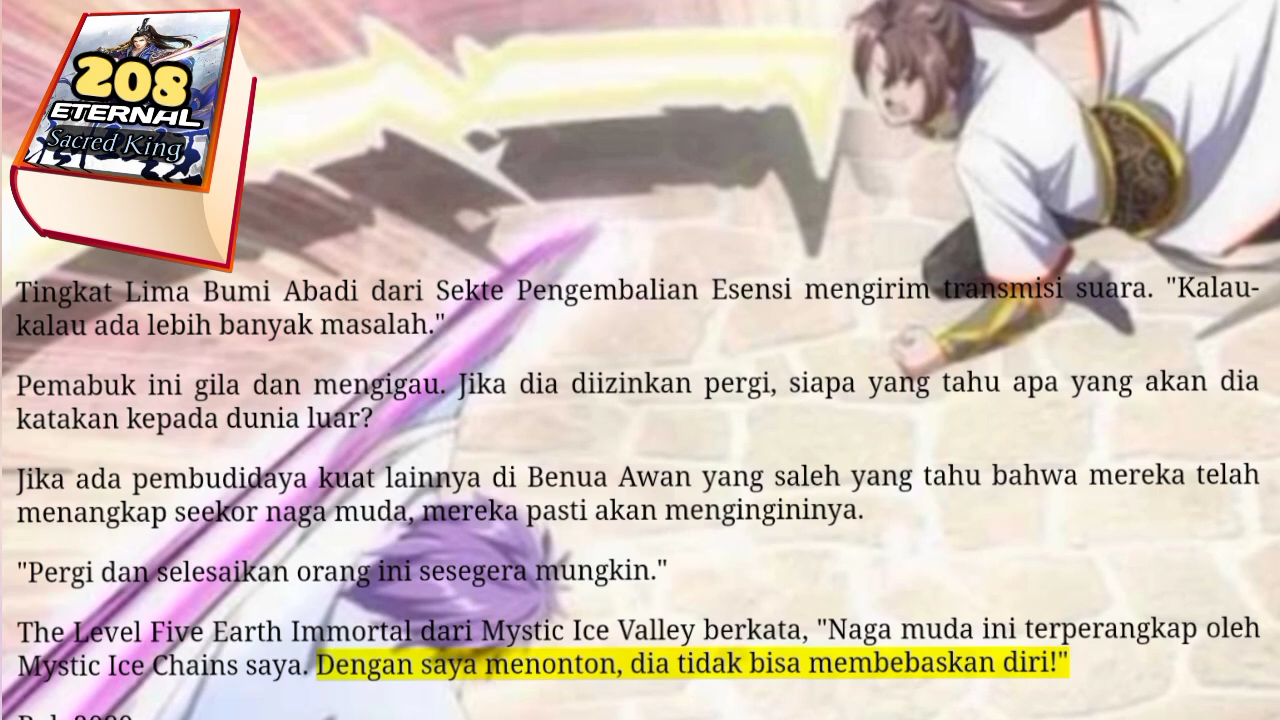 208
ETERNAL
Sacred King
Tingkat Lima Bumi Abadi dari Sekte Pengembalian Esensi mengirim transmisi suara. "Kalau-
kalau ada lebih banyak masalah."
Pemabuk ini gila dan mengigau. Jika dia diizinkan pergi, siapa yang tahu apa yang akan dia
katakan kepada dunia luar?
Jika ada pembudidaya kuat lainnya di Benua Awan yang saleh yang tahu bahwa mereka telah
menangkap seekor naga muda, mereka pasti akan mengingininya.
"Pergi dan selesaikan orang ini sesegera mungkin."
The Level Five Earth Immortal dari Mystic Ice Valley berkata, "Naga muda ini terperangkap oleh
Mystic Ice Chains saya. Dengan saya menonton, dia tidak bisa membebaskan diri!"